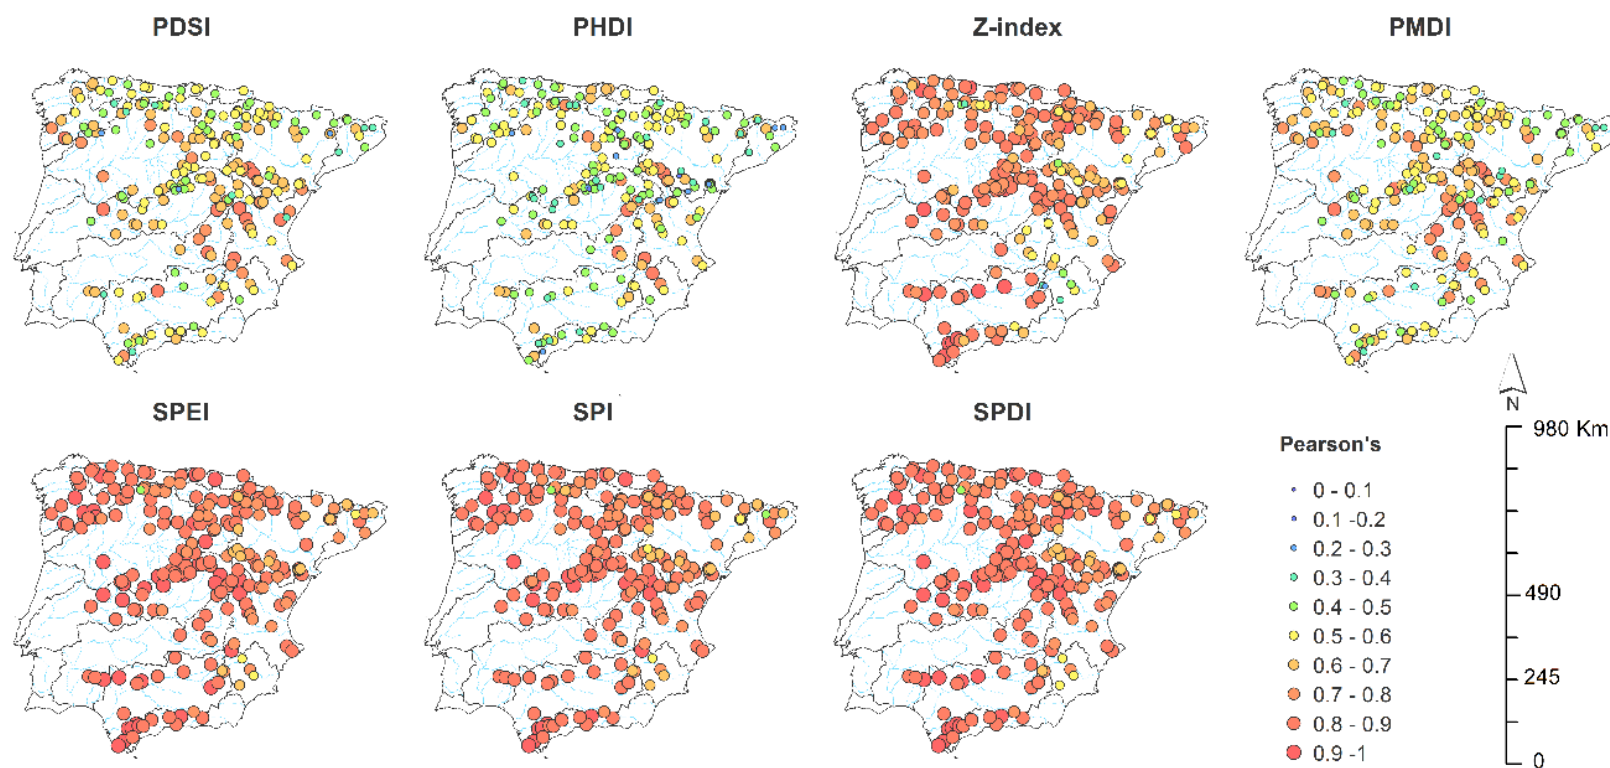 PDSI
PHDI
Z-index
PMDI
SPEI
SPI
SPDI
Pearson's
0 - 0.1
0.1 -0.2
0.2 - 0.3
0.3 - 0.4
0.4 - 0.5
0.5 - 0.6
0.6 - 0.7
0.7 - 0.8
0.8 - 0.9
0.9 -1
N
980 Km
490
245
0